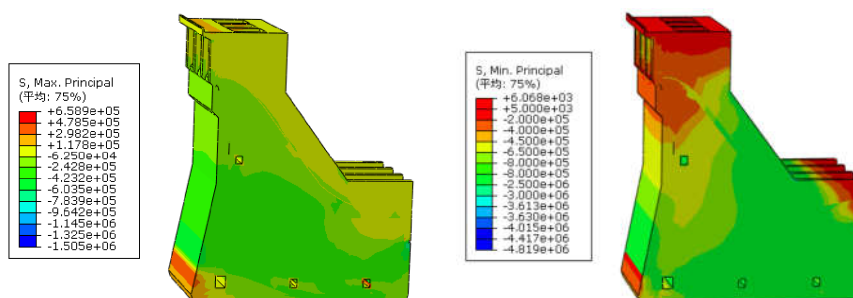 S, Max. Principal
(平均: 75%)
+6.589e+05
+4.785e+05
+2.982e+05
+1.178e+05
-6.250e+04
-2.428e+05
-4.232e+05
-6.035e+05
-7.839e+05
-9.642e+05
-1.145e+06
-1.325e+06
-1.505e+06
S, Min. Principal
(平均: 75%)
+6.068e+03
+5.000e+03
-2.000e+05
-4.000e+05
-4.500e+05
-6.500e+05
-8.000e+05
-2.500e+06
-3.000e+06
-3.613e+06
-3.630e+06
-4.015e+06
-4.417e+06
-4.819e+06